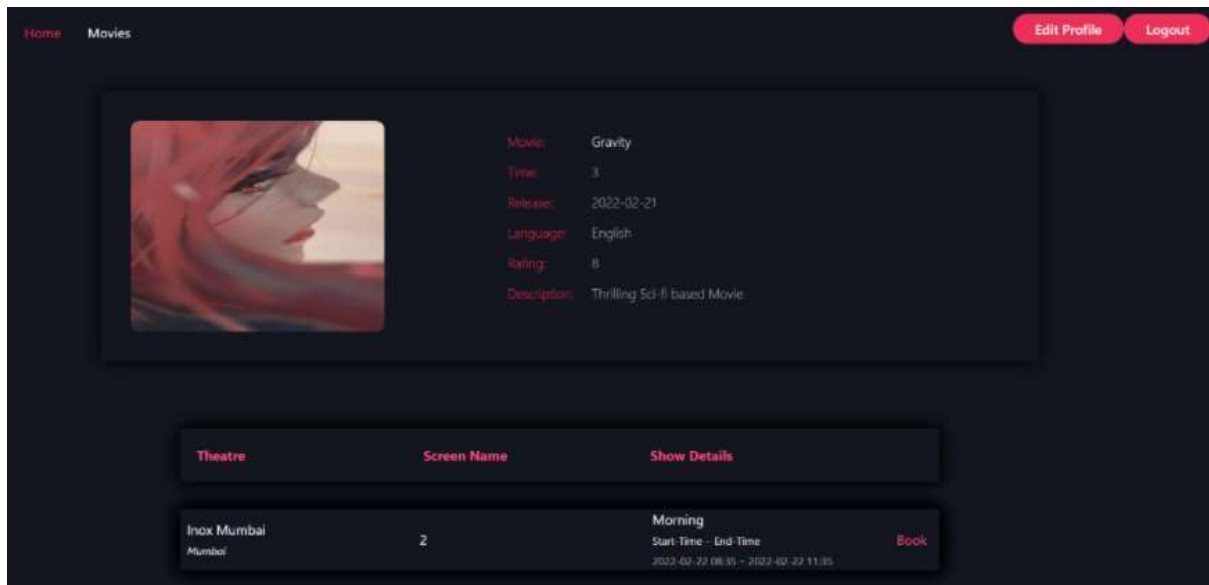 Home Movies Edit Profile Logout
Movie: Gravity
Time: 3
Release: 2022-02-21
Language: English
Rating: 8
Description: Thrilling Sci-fi based Movie
Theatre Screen Name Show Details
Inox Mumbai
Mumbai
2
Morning
Start-Time - End-Time
2022-02-22 08:35 - 2022-02-22 11:35
Book